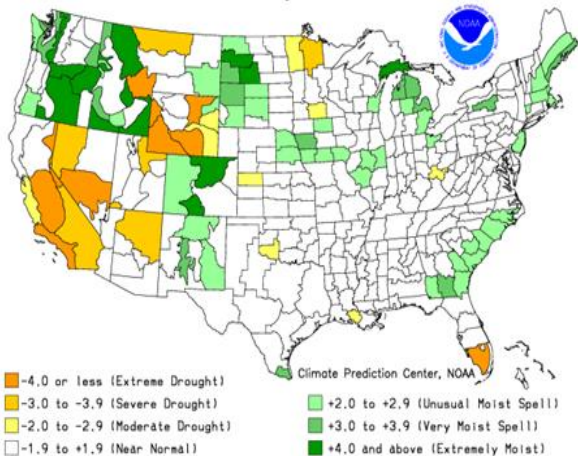 NOAA
Climate Prediction Center, NOAA
-4.0 or less (Extreme Drought)
-3.0 to -3.9 (Severe Drought)
-2.0 to -2.9 (Moderate Drought)
-1.9 to +1.9 (Near Normal)
+2.0 to +2.9 (Unusual Moist Spell)
+3.0 to +3.9 (Very Moist Spell)
+4.0 and above (Extremely Moist)